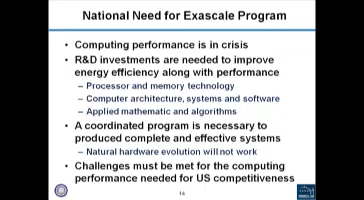 National Need for Exascale Program
• Computing performance is in crisis
• R&D investments are needed to improve
energy efficiency along with performance
– Processor and memory technology
– Computer architecture, systems and software
– Applied mathematic and algorithms
• A coordinated program is necessary to
produced complete and effective systems
– Natural hardware evolution will not work
• Challenges must be met for the computing
performance needed for US competitiveness
14